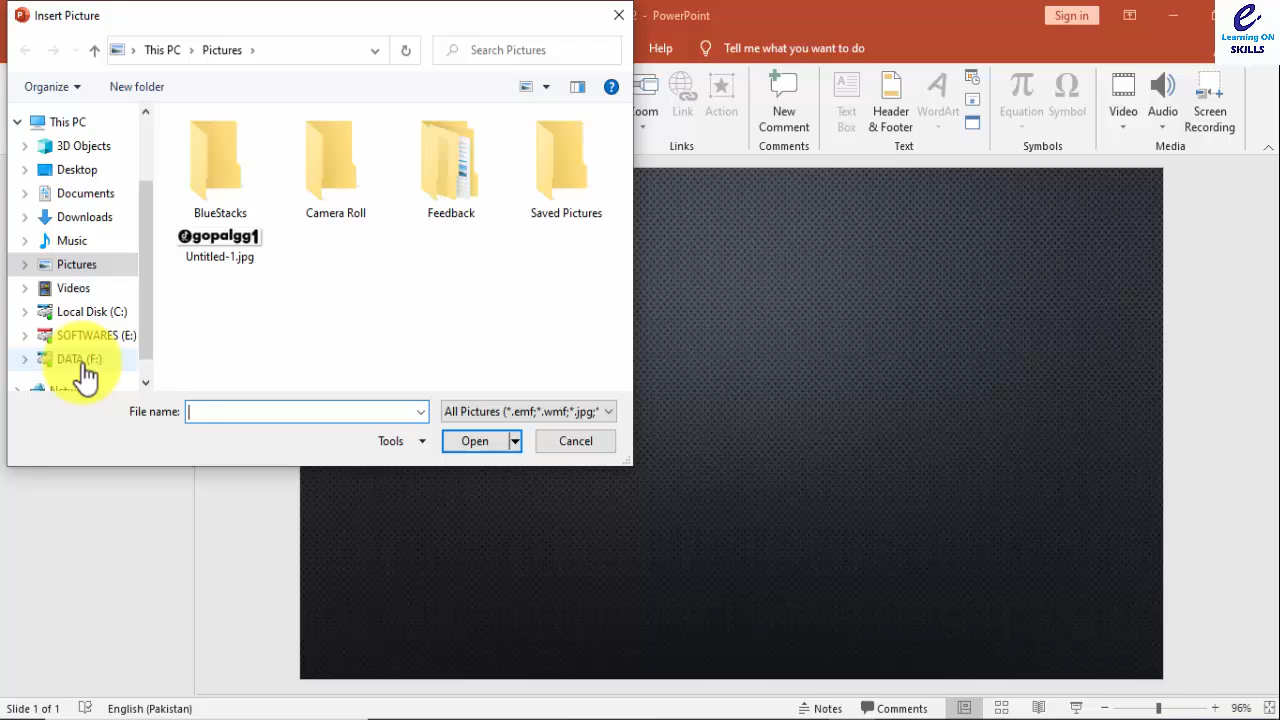 Insert Picture
2 - PowerPoint
Sign in
e
Learning ON
SKILLS
This PC
Pictures
Search Pictures
Help
Tell me what you want to do
Organize
New folder
?
Link
Action
New
Comment
Text
Box
Header
& Footer
WordArt
Equation
Symbol
Video
Audio
Screen
Recording
Links
Comments
Text
Symbols
Media
This PC
3D Objects
Desktop
Documents
Downloads
Music
Pictures
Videos
Local Disk (C:)
SOFTWARES (E:)
DATA (F:)
BlueStacks
Camera Roll
Feedback
Saved Pictures
@gopalgg1
Untitled-1.jpg
File name:
All Pictures (*.emf;*.wmf;*.jpg;*
Tools
Open
Cancel
Slide 1 of 1
English (Pakistan)
Notes
Comments
96%